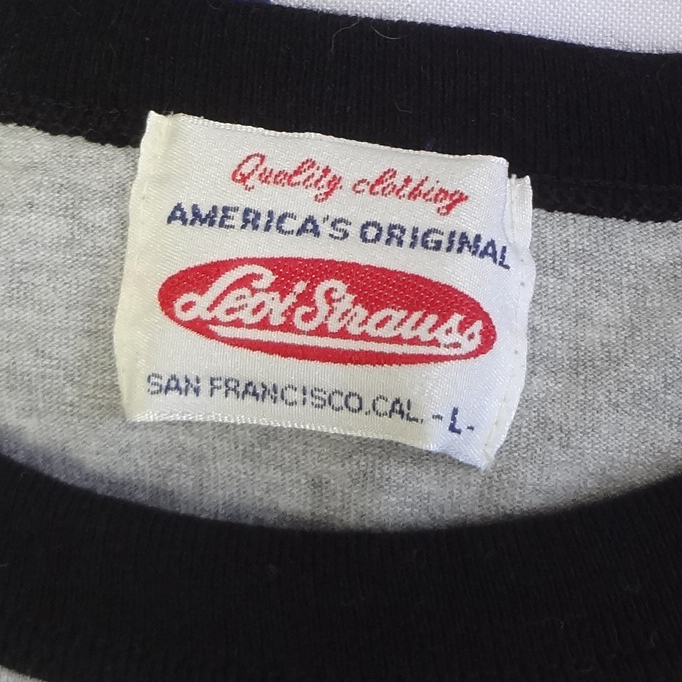 Quality clothing
AMERICA'S ORIGINAL
Levi Strauss
SAN FRANCISCO.CAL. -L-